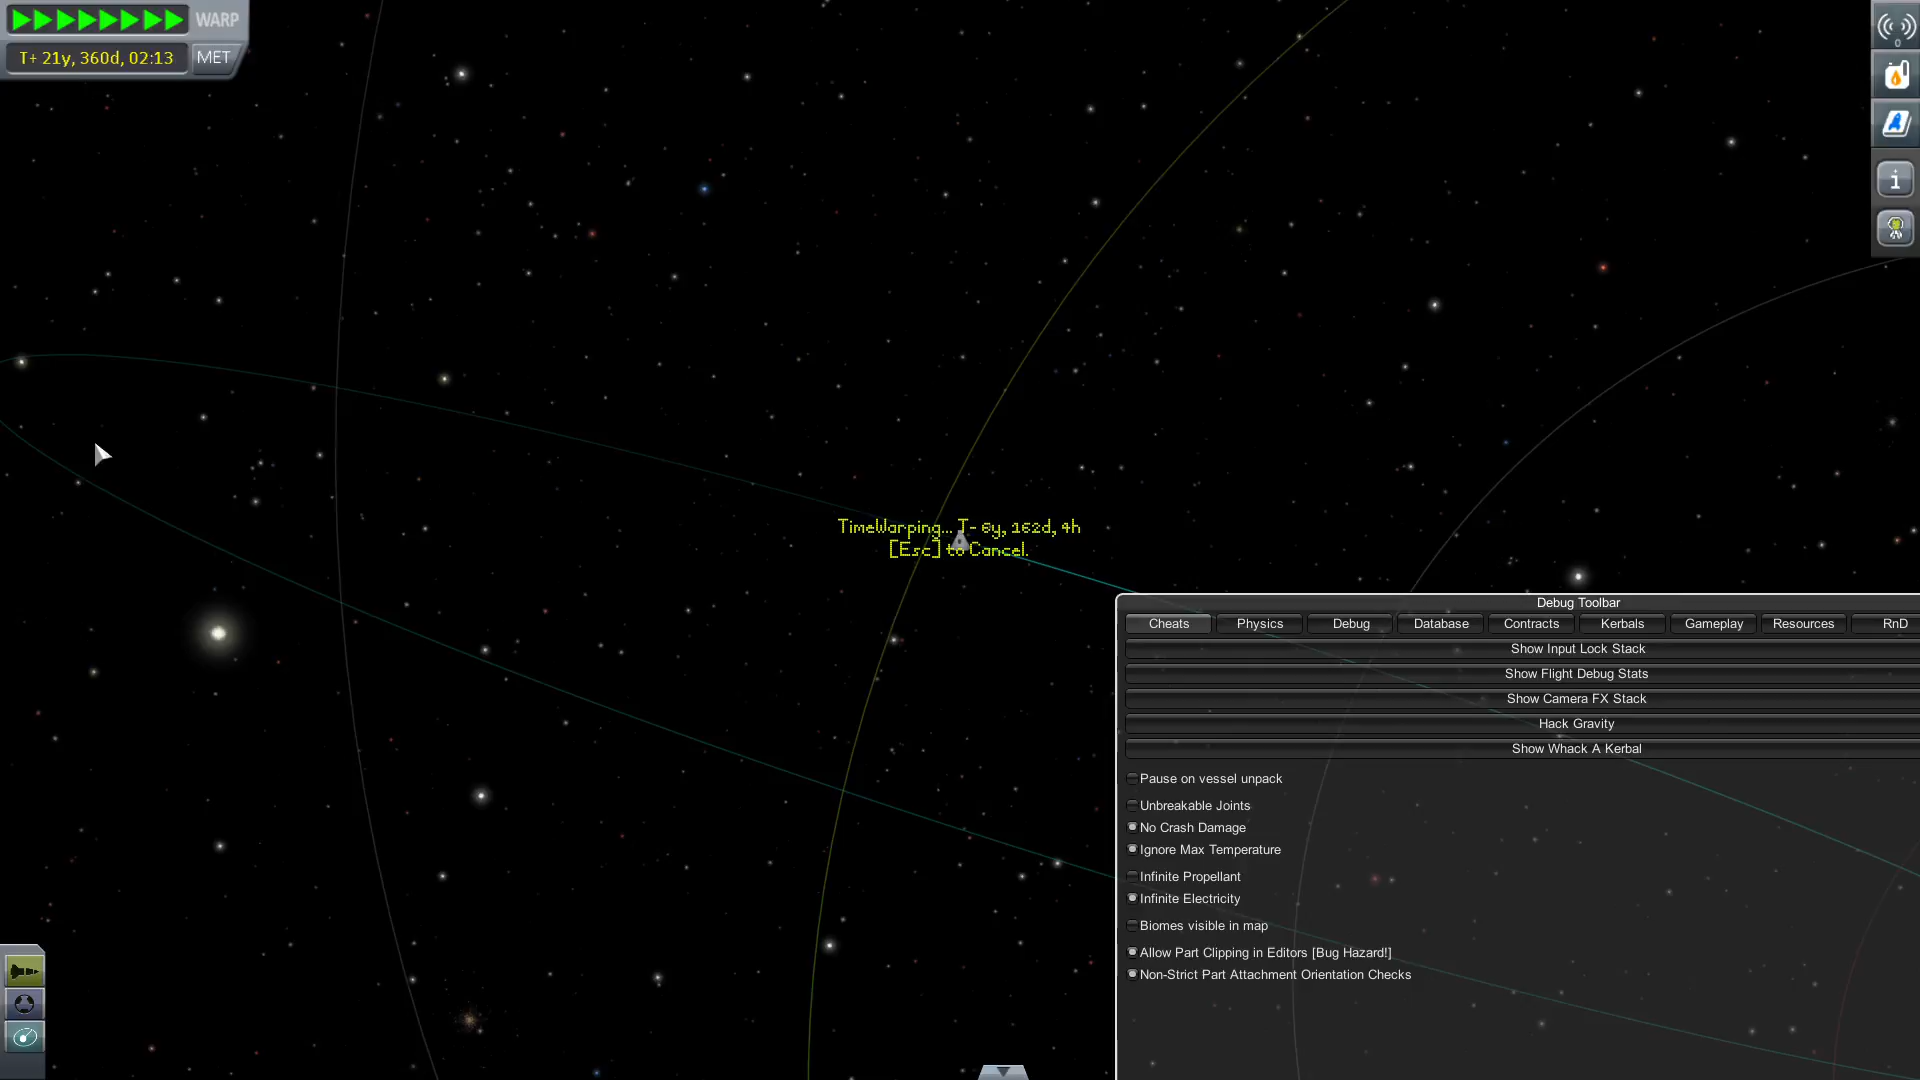 WARP
T+ 21y, 360d, 02:13
MET
0
TimeWarping... T- 6y, 162d, 4h
[Esc] to Cancel.
Debug Toolbar
Cheats Physics Debug Database Contracts Kerbals Gameplay Resources RnD
Show Input Lock Stack
Show Flight Debug Stats
Show Camera FX Stack
Hack Gravity
Show Whack A Kerbal
Pause on vessel unpack
Unbreakable Joints
No Crash Damage
Ignore Max Temperature
Infinite Propellant
Infinite Electricity
Biomes visible in map
Allow Part Clipping in Editors [Bug Hazard!]
Non-Strict Part Attachment Orientation Checks